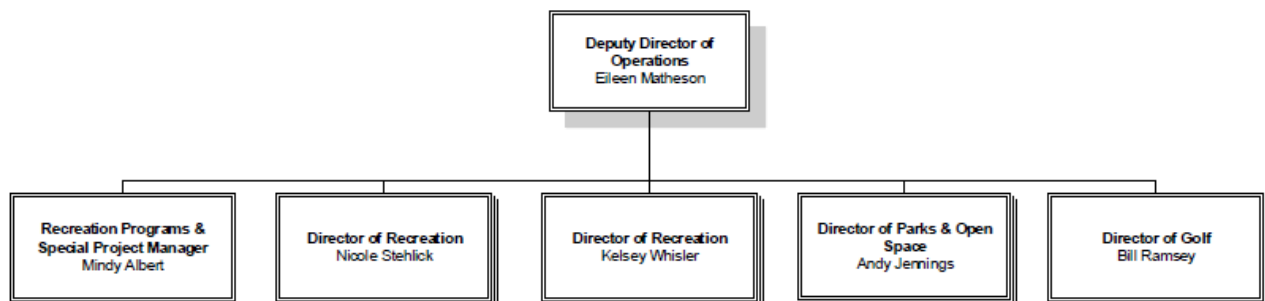 Deputy Director of
Operations
Eileen Matheson
Recreation Programs &
Special Project Manager
Mindy Albert
Director of Recreation
Nicole Stehlick
Director of Recreation
Kelsey Whisler
Director of Parks & Open
Space
Andy Jennings
Director of Golf
Bill Ramsey